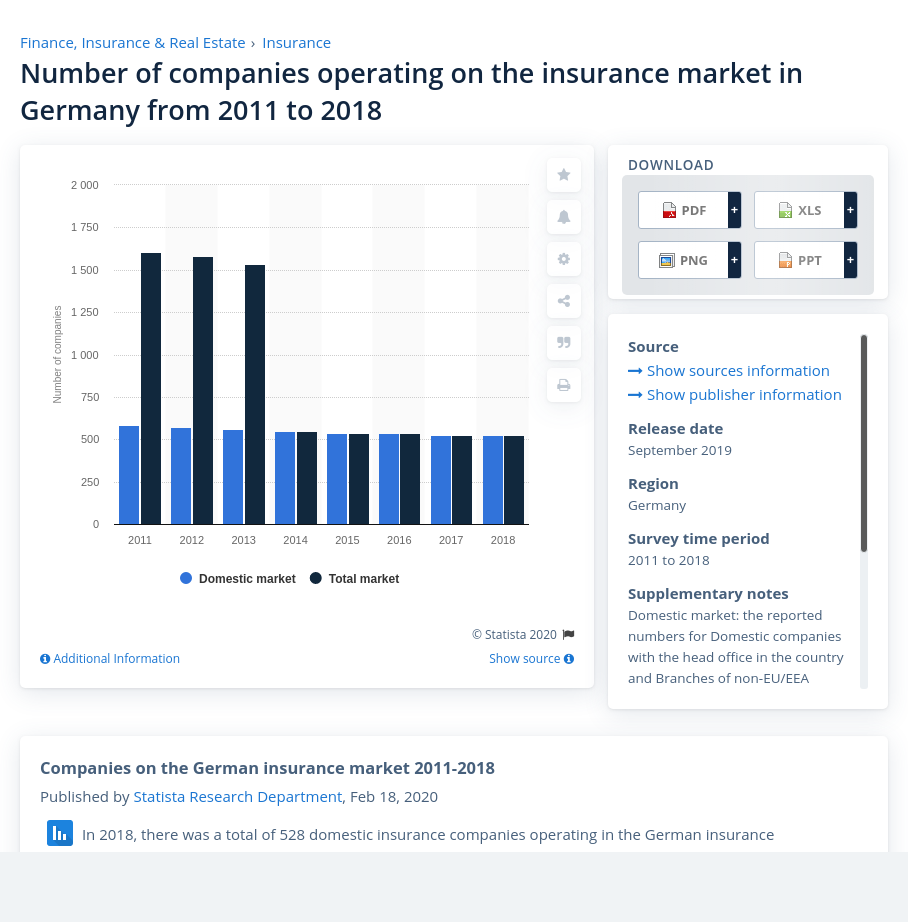 Finance, Insurance & Real Estate › Insurance
Number of companies operating on the insurance market in
Germany from 2011 to 2018
2 000
1 750
1 500
1 250
1 000
750
500
250
0
Number of companies
2011 2012 2013 2014 2015 2016 2017 2018
Domestic market Total market
© Statista 2020
Additional Information
Show source
DOWNLOAD
PDF + XLS +
PNG + PPT +
Source
Show sources information
Show publisher information
Release date
September 2019
Region
Germany
Survey time period
2011 to 2018
Supplementary notes
Domestic market: the reported
numbers for Domestic companies
with the head office in the country
and Branches of non-EU/EEA
Companies on the German insurance market 2011-2018
Published by Statista Research Department, Feb 18, 2020
In 2018, there was a total of 528 domestic insurance companies operating in the German insurance